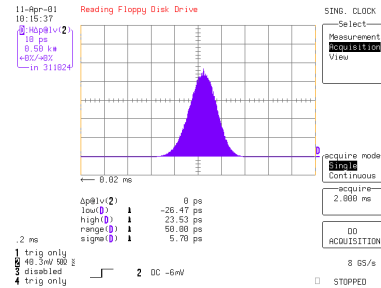 11-Apr-01
10:15:37
Reading Floppy Disk Drive
SING. CLOCK
D:HΔp@lv(2)
10 ps
0.50 k#
←0%/→0%
in 311024
Select
Measurement
Acquisition
View
D
← 0.02 ms
acquire mode
Single
Continuous
acquire
2.000 ms
Δp@lv(2) 0 ps
low(D) -26.47 ps
high(D) 23.53 ps
range(D) 50.00 ps
sigma(D) 5.70 ps
DO
ACQUISITION
.2 ms
1 trig only
2 40.3mV 50Ω
3 disabled
4 trig only
2 DC -6mV
8 GS/s
STOPPED